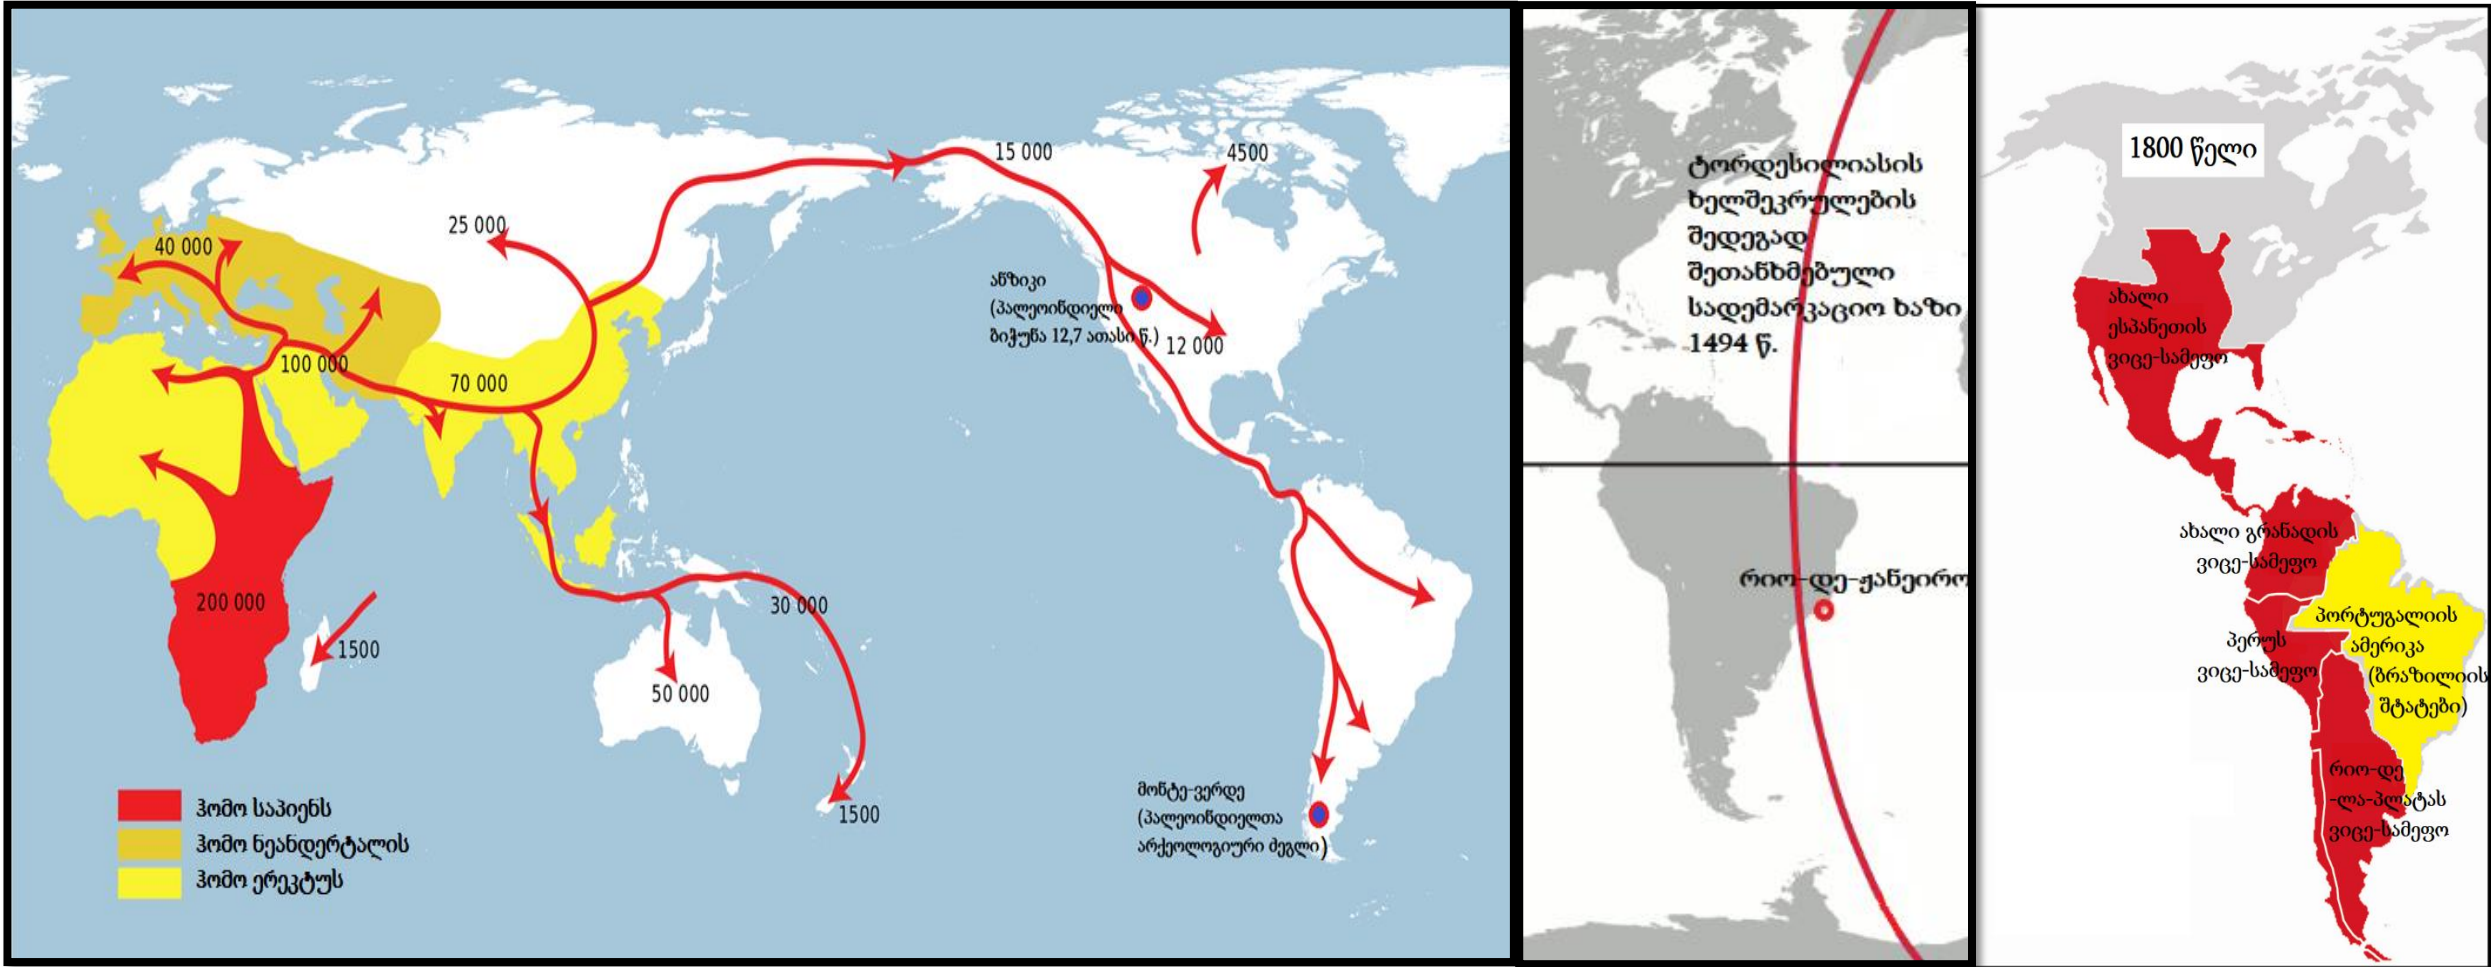 15 000
4500
25 000
40 000
ანზიკი
(პალეოინდიელი
ბიჭუნა 12,7 ათასი წ.)
12 000
100 000
70 000
200 000
30 000
1500
50 000
1500
მონტე-ვერდე
(პალეოინდიელთა
არქეოლოგიური ძეგლი)
ჰომო საპიენს
ჰომო ნეანდერტალის
ჰომო ერეკტუს
ტორდესილიასის
ხელშეკრულების
შედეგად
შეთანხმებული
სადემარკაციო ხაზი
1494 წ.
რიო-დე-ჟანეირო
1800 წელი
ახალი
ესპანეთის
ვიცე-სამეფო
ახალი გრანადის
ვიცე-სამეფო
პორტუგალიის
ამერიკა
(ბრაზილიის
შტატები)
პერუს
ვიცე-სამეფო
რიო-დე
-ლა-პლატას
ვიცე-სამეფო